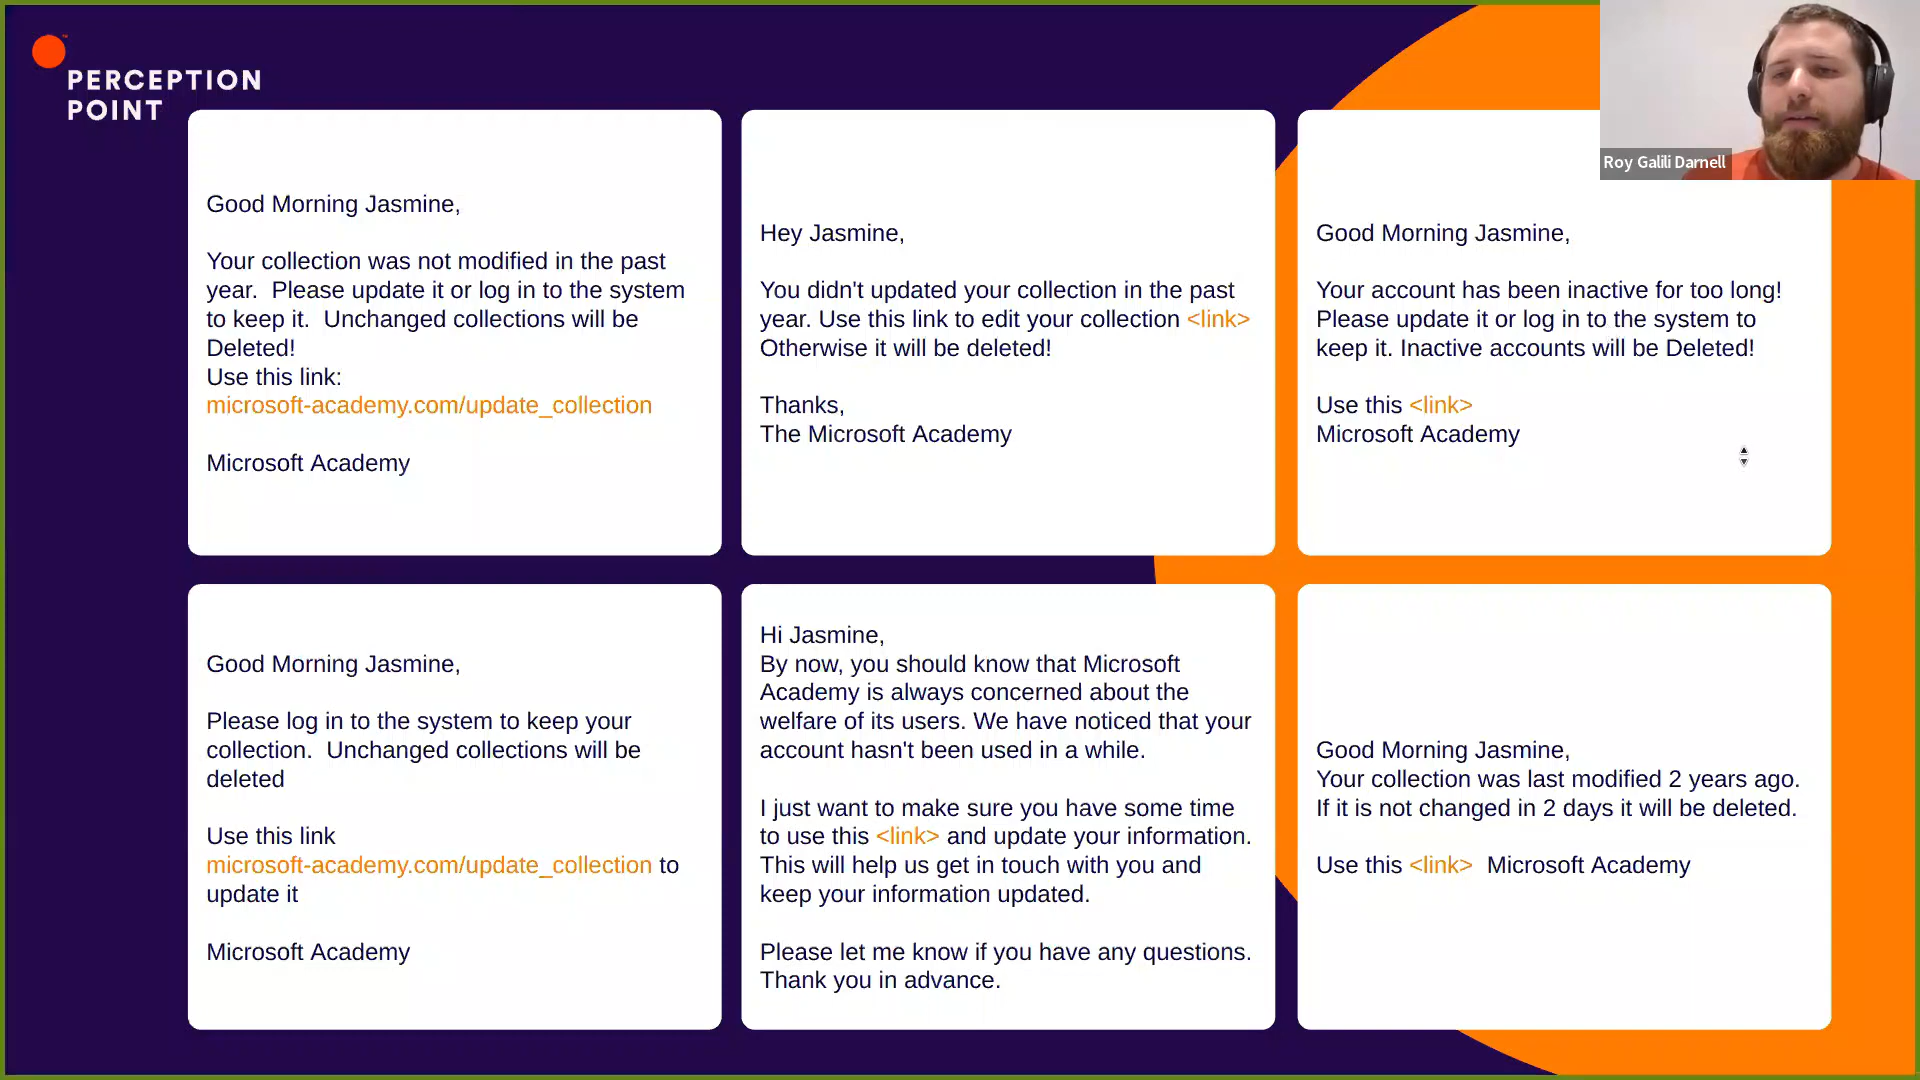 PERCEPTION
POINT
Roy Galili Darnell
Good Morning Jasmine,
Your collection was not modified in the past
year.  Please update it or log in to the system
to keep it.  Unchanged collections will be
Deleted!
Use this link:
microsoft-academy.com/update_collection
Microsoft Academy
Hey Jasmine,
You didn't updated your collection in the past
year. Use this link to edit your collection <link>
Otherwise it will be deleted!
Thanks,
The Microsoft Academy
Good Morning Jasmine,
Your account has been inactive for too long!
Please update it or log in to the system to
keep it. Inactive accounts will be Deleted!
Use this <link>
Microsoft Academy
Good Morning Jasmine,
Please log in to the system to keep your
collection.  Unchanged collections will be
deleted
Use this link
microsoft-academy.com/update_collection to
update it
Microsoft Academy
Hi Jasmine,
By now, you should know that Microsoft
Academy is always concerned about the
welfare of its users. We have noticed that your
account hasn't been used in a while.
I just want to make sure you have some time
to use this <link> and update your information.
This will help us get in touch with you and
keep your information updated.
Please let me know if you have any questions.
Thank you in advance.
Good Morning Jasmine,
Your collection was last modified 2 years ago.
If it is not changed in 2 days it will be deleted.
Use this <link>  Microsoft Academy